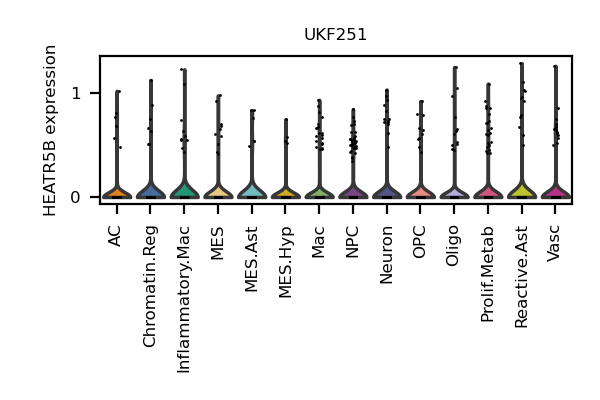 UKF251
HEATR5B expression
1
0
AC
Chromatin.Reg
Inflammatory.Mac
MES
MES.Ast
MES.Hyp
Mac
NPC
Neuron
OPC
Oligo
Prolif.Metab
Reactive.Ast
Vasc